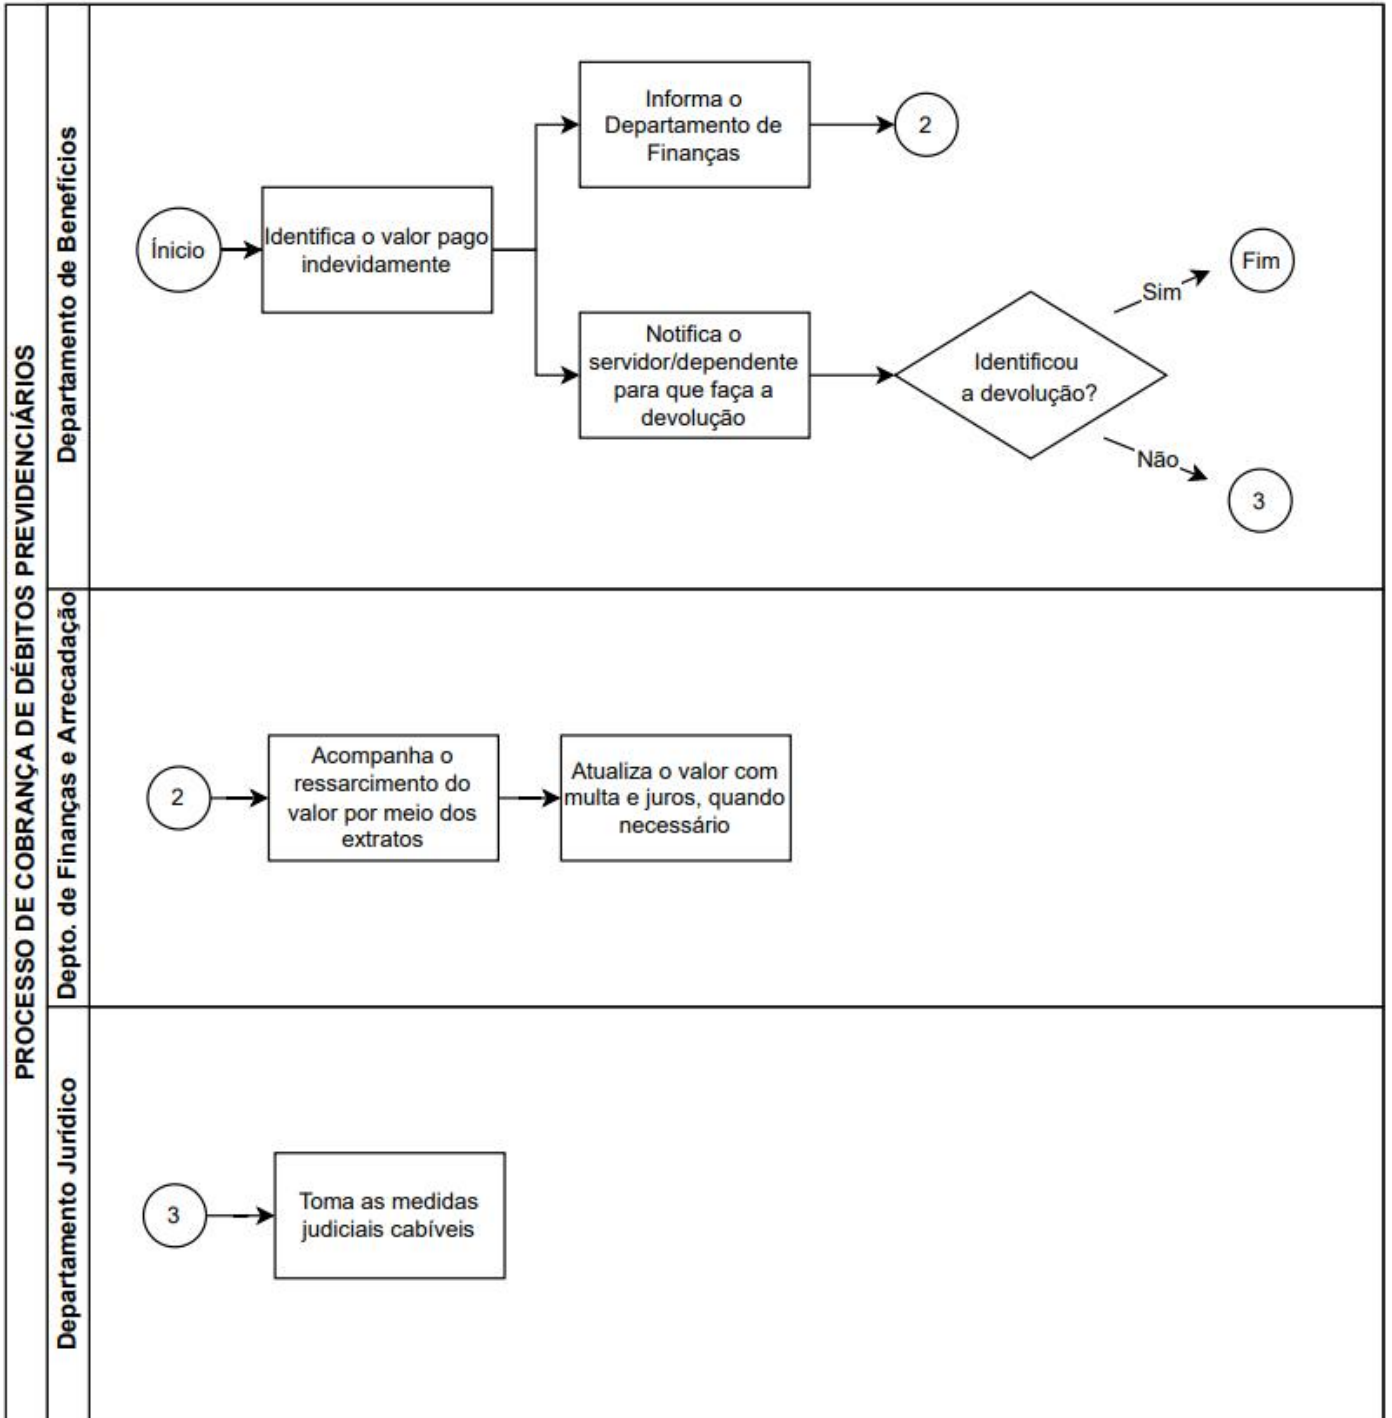 PROCESSO DE COBRANÇA DE DÉBITOS PREVIDENCIÁRIOS
Departamento de Benefícios
Ínicio
Identifica o valor pago
indevidamente
Informa o
Departamento de
Finanças
2
Notifica o
servidor/dependente
para que faça a
devolução
Identificou
a devolução?
Sim
Fim
Não
3
Depto. de Finanças e Arrecadação
2
Acompanha o
ressarcimento do
valor por meio dos
extratos
Atualiza o valor com
multa e juros, quando
necessário
Departamento Jurídico
3
Toma as medidas
judiciais cabíveis